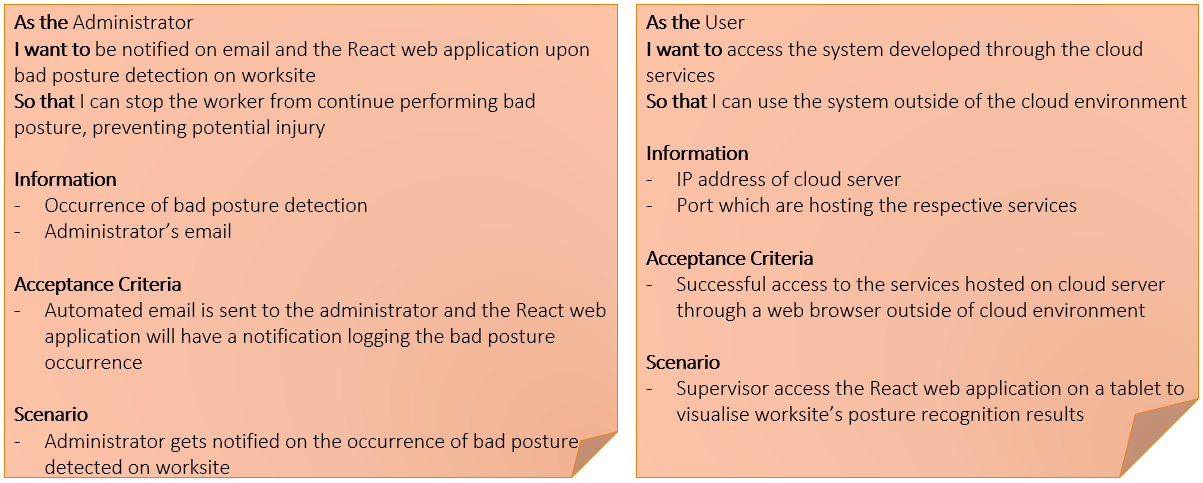 As the Administrator
I want to be notified on email and the React web application upon
bad posture detection on worksite
So that I can stop the worker from continue performing bad
posture, preventing potential injury
Information
- Occurrence of bad posture detection
- Administrator’s email
Acceptance Criteria
- Automated email is sent to the administrator and the React web
application will have a notification logging the bad posture
occurrence
Scenario
- Administrator gets notified on the occurrence of bad posture
detected on worksite
As the User
I want to access the system developed through the cloud
services
So that I can use the system outside of the cloud environment
Information
- IP address of cloud server
- Port which are hosting the respective services
Acceptance Criteria
- Successful access to the services hosted on cloud server
through a web browser outside of cloud environment
Scenario
- Supervisor access the React web application on a tablet to
visualise worksite’s posture recognition results